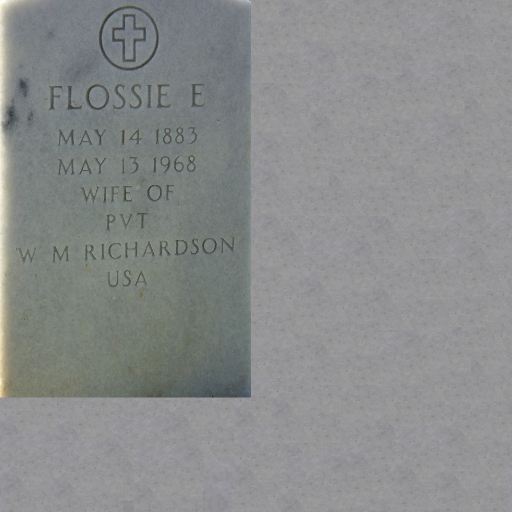 FLOSSIE E
MAY 14 1883
MAY 13 1968
WIFE OF
PVT
W M RICHARDSON
USA